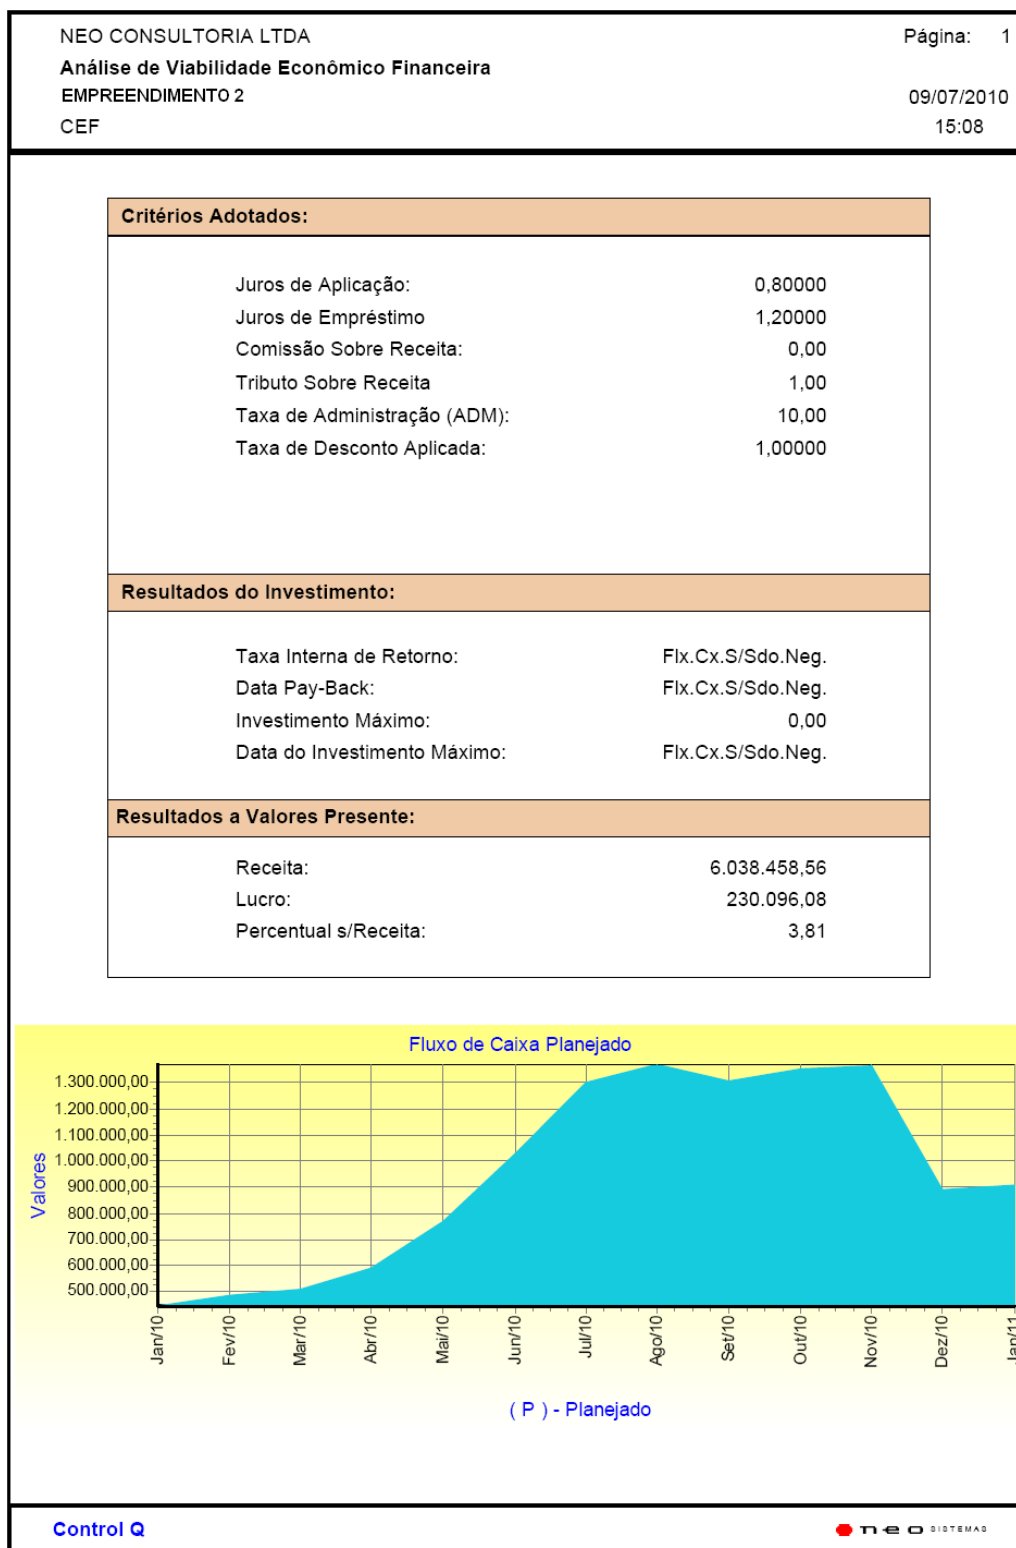 NEO CONSULTORIA LTDA Página: 1
Análise de Viabilidade Econômico Financeira
EMPREENDIMENTO 2 09/07/2010
CEF 15:08
Critérios Adotados:
Juros de Aplicação: 0,80000
Juros de Empréstimo 1,20000
Comissão Sobre Receita: 0,00
Tributo Sobre Receita 1,00
Taxa de Administração (ADM): 10,00
Taxa de Desconto Aplicada: 1,00000
Resultados do Investimento:
Taxa Interna de Retorno: Flx.Cx.S/Sdo.Neg.
Data Pay-Back: Flx.Cx.S/Sdo.Neg.
Investimento Máximo: 0,00
Data do Investimento Máximo: Flx.Cx.S/Sdo.Neg.
Resultados a Valores Presente:
Receita: 6.038.458,56
Lucro: 230.096,08
Percentual s/Receita: 3,81
Fluxo de Caixa Planejado
Valores
1.300.000,00
1.200.000,00
1.100.000,00
1.000.000,00
900.000,00
800.000,00
700.000,00
600.000,00
500.000,00
Jan/10 Fev/10 Mar/10 Abr/10 Mai/10 Jun/10 Jul/10 Ago/10 Set/10 Out/10 Nov/10 Dez/10 Jan/11
( P ) - Planejado
Control Q neo SISTEMAS